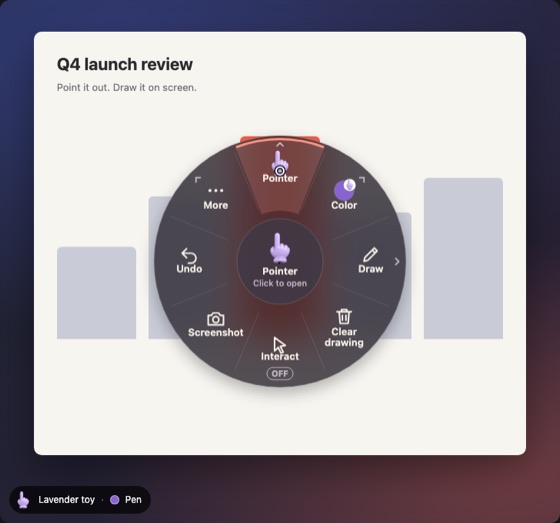 Q4 launch review
Point it out. Draw it on screen.
Pointer
More
Color
Undo
Pointer
Click to open
Draw
Screenshot
Clear
drawing
Interact
OFF
Lavender toy · Pen